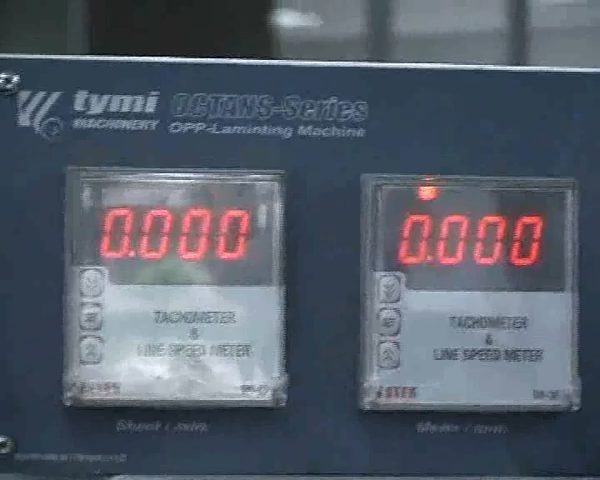 tymi OCTANS-Series
MACHINERY OPP-Laminting Machine
0.000
TACHOMETER
&
LINE SPEED METER
0.000
TACHOMETER
&
LINE SPEED METER